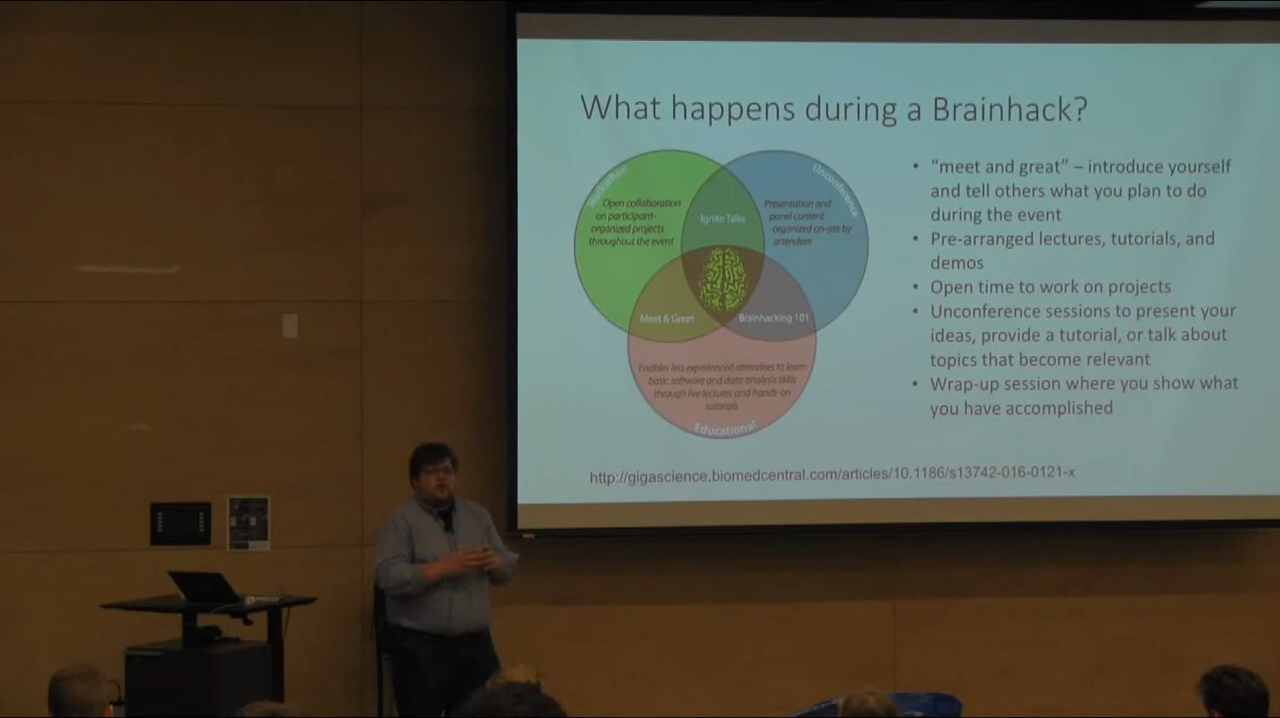 What happens during a Brainhack?
Hackathon
Open collaboration
on participant-
organized projects
throughout the event
Ignite Talks
Unconference
Presentation and
panel content
organized on-site by
attendees
Meet & Greet
Brainhacking 101
Enables less experienced attendees to learn
basic software and data analysis skills
through live lectures and hands-on
tutorials.
Educational
• “meet and great” – introduce yourself
and tell others what you plan to do
during the event
• Pre-arranged lectures, tutorials, and
demos
• Open time to work on projects
• Unconference sessions to present your
ideas, provide a tutorial, or talk about
topics that become relevant
• Wrap-up session where you show what
you have accomplished
http://gigascience.biomedcentral.com/articles/10.1186/s13742-016-0121-x